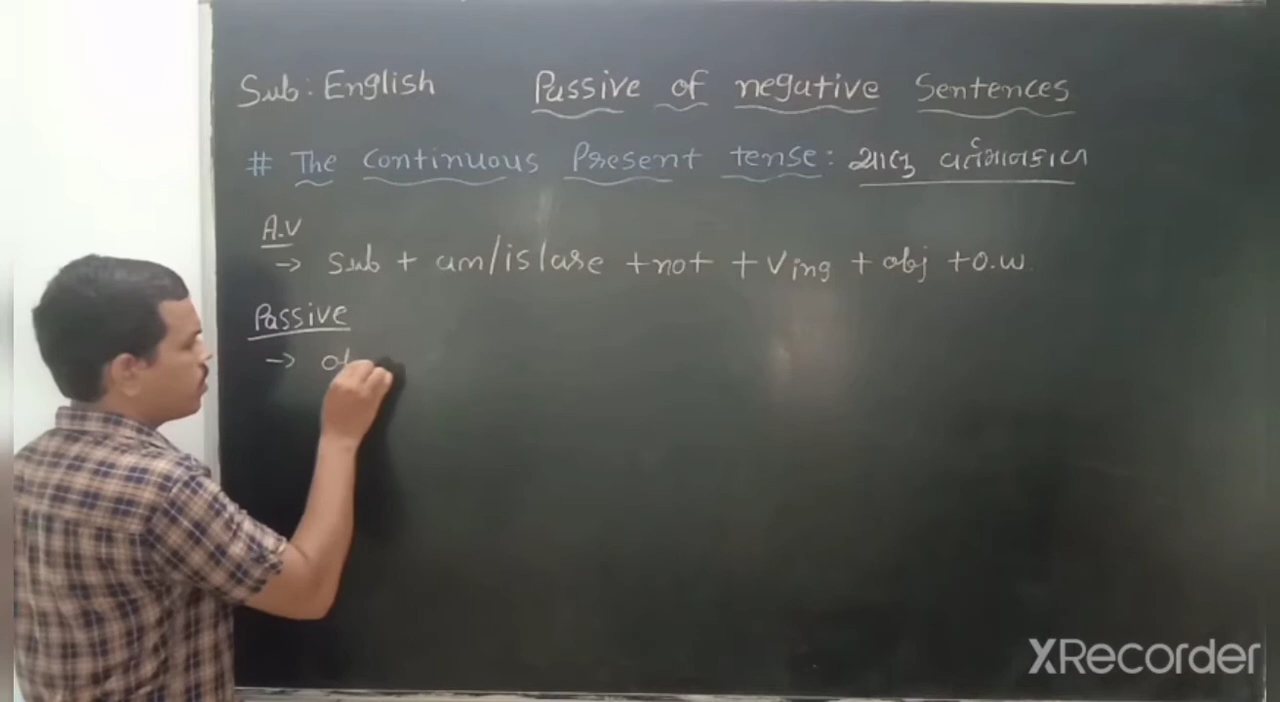 Sub: English Passive of negative Sentences
# The Continuous Present tense: ચાલુ વર્તમાનકાળ
A.V
→ Sub + am/is/are + not + Ving + obj + O.W.
Passive
→ ob
XRecorder